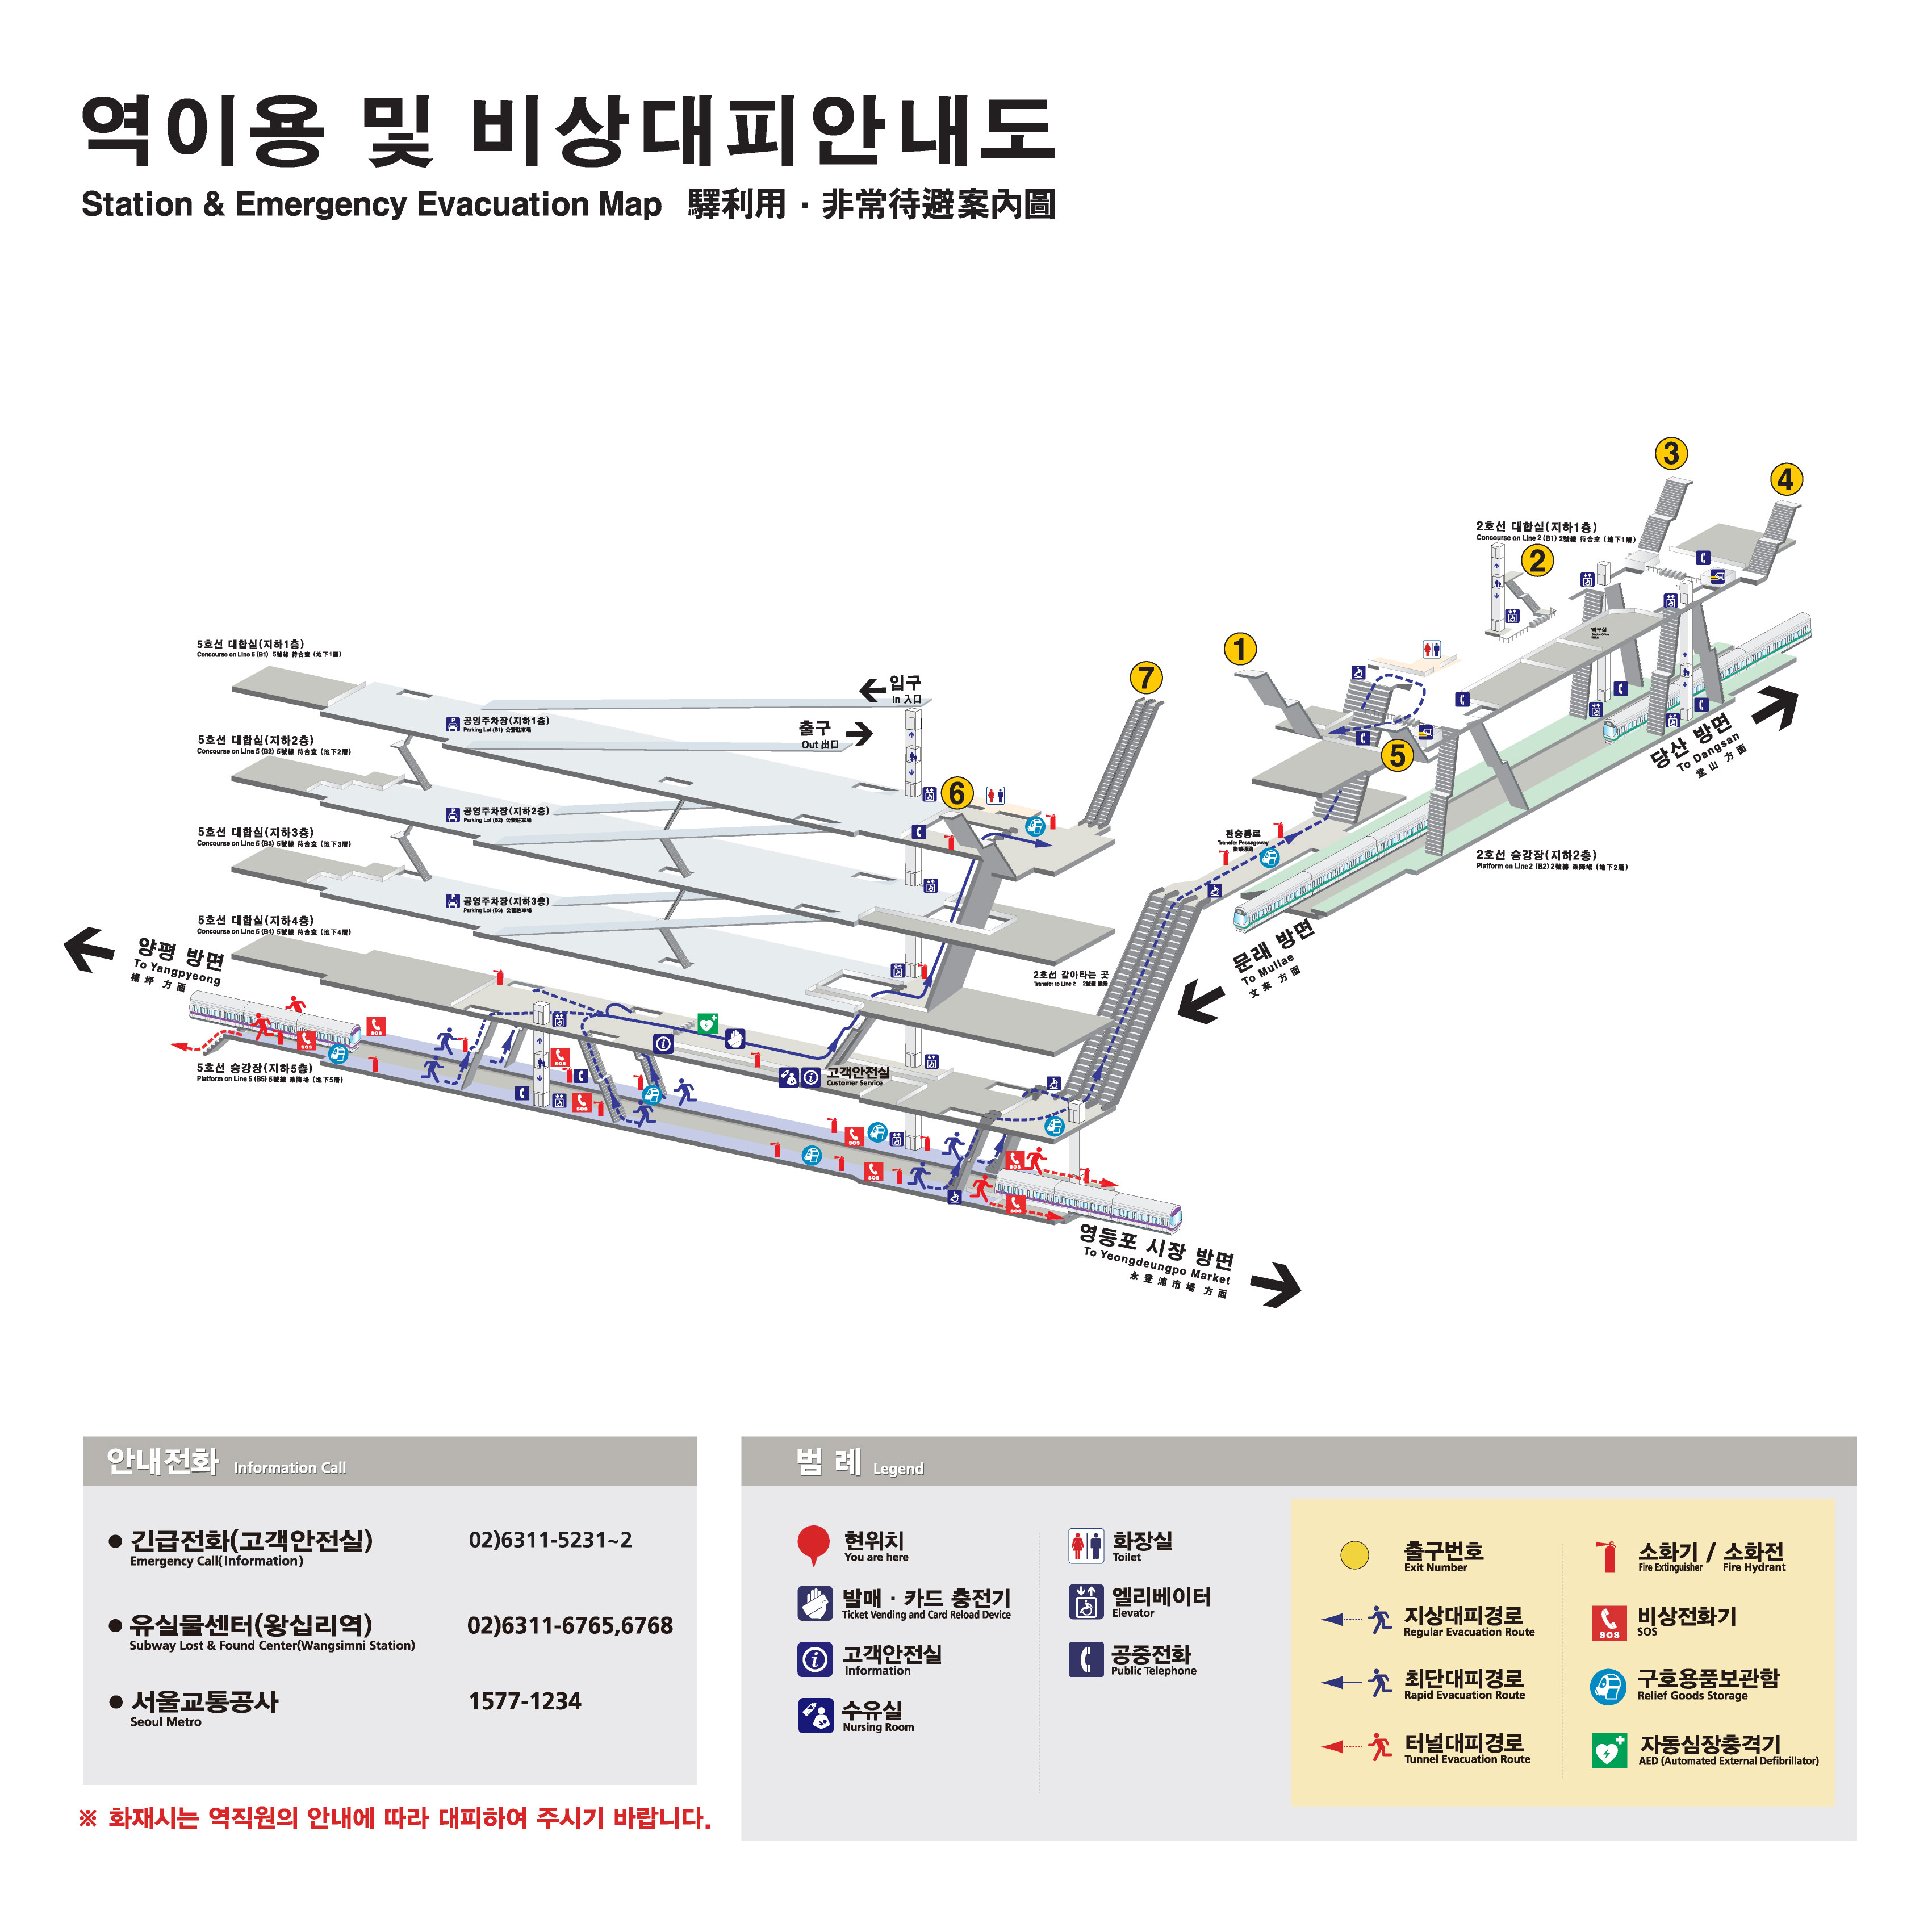 역이용 및 비상대피안내도
Station & Emergency Evacuation Map 驛利用 · 非常待避案內圖
3
4
2호선 대합실(지하1층)
Concourse on Line 2 (B1) 2號線 待合室 (地下1層)
2
1
7
5호선 대합실(지하1층)
Concourse on Line 5 (B1) 5號線 待合室 (地下1層)
입구
In 入口
공영주차장(지하1층)
Parking Lot (B1) 公營駐車場
출구
Out 出口
5호선 대합실(지하2층)
Concourse on Line 5 (B2) 5號線 待合室 (地下2層)
5
당산 방면
To Dangsan
堂山 方面
6
공영주차장(지하2층)
Parking Lot (B2) 公營駐車場
5호선 대합실(지하3층)
Concourse on Line 5 (B3) 5號線 待合室 (地下3層)
환승통로
Transfer Passageway
2호선 승강장(지하2층)
Platform on Line2 (B2) 2號線 乘降場 (地下2層)
공영주차장(지하3층)
Parking Lot (B3) 公營駐車場
5호선 대합실(지하4층)
Concourse on Line 5 (B4) 5號線 待合室 (地下4層)
양평 방면
To Yangpyeong
楊坪 方面
문래 방면
To Mullae
文來 方面
2호선 갈아타는 곳
Transfer to Line 2 2號線 換乘
5호선 승강장(지하5층)
Platform on Line 5 (B5) 5號線 乘降場 (地下5層)
고객안전실
Customer Service
영등포 시장 방면
To Yeongdeungpo Market
永登浦市場 方面
안내전화 Information Call
긴급전화(고객안전실) 02)6311-5231~2
Emergency Call(Information)
유실물센터(왕십리역) 02)6311-6765,6768
Subway Lost & Found Center(Wangsimni Station)
서울교통공사 1577-1234
Seoul Metro
※ 화재시는 역직원의 안내에 따라 대피하여 주시기 바랍니다.
범 례 Legend
현위치
You are here
발매 · 카드 충전기
Ticket Vending and Card Reload Device
고객안전실
Information
수유실
Nursing Room
화장실
Toilet
엘리베이터
Elevator
공중전화
Public Telephone
출구번호
Exit Number
지상대피경로
Regular Evacuation Route
최단대피경로
Rapid Evacuation Route
터널대피경로
Tunnel Evacuation Route
소화기 / 소화전
Fire Extinguisher Fire Hydrant
비상전화기
SOS
구호용품보관함
Relief Goods Storage
자동심장충격기
AED (Automated External Defibrillator)